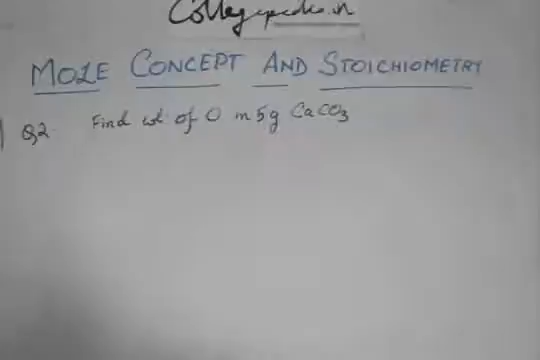 Collegepedia.in
MOLE CONCEPT AND STOICHIOMETRY
Q2 Find wt of O in 5g CaCO3